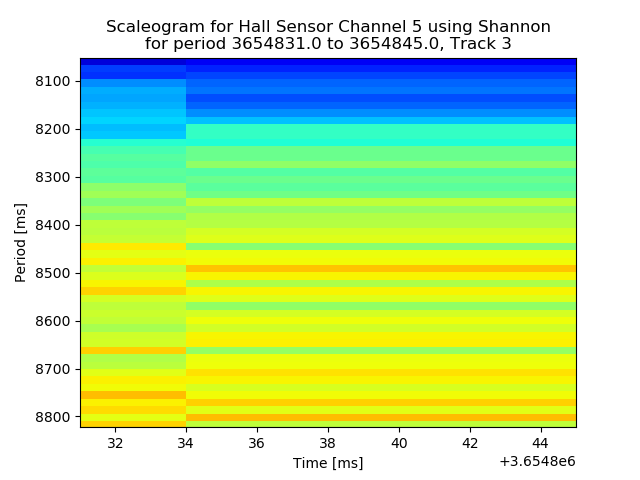 Scaleogram for Hall Sensor Channel 5 using Shannon
for period 3654831.0 to 3654845.0, Track 3
8100
8200
8300
8400
8500
8600
8700
8800
Period [ms]
32 34 36 38 40 42 44
Time [ms]
+3.6548e6